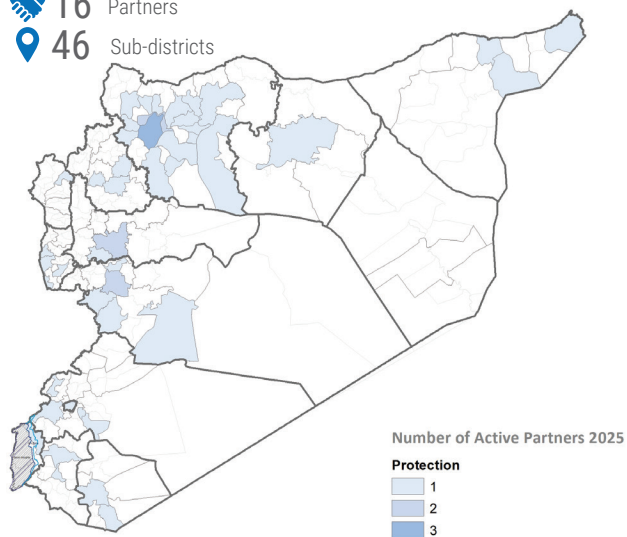 16 Partners
46 Sub-districts
Number of Active Partners 2025
Protection
1
2
3